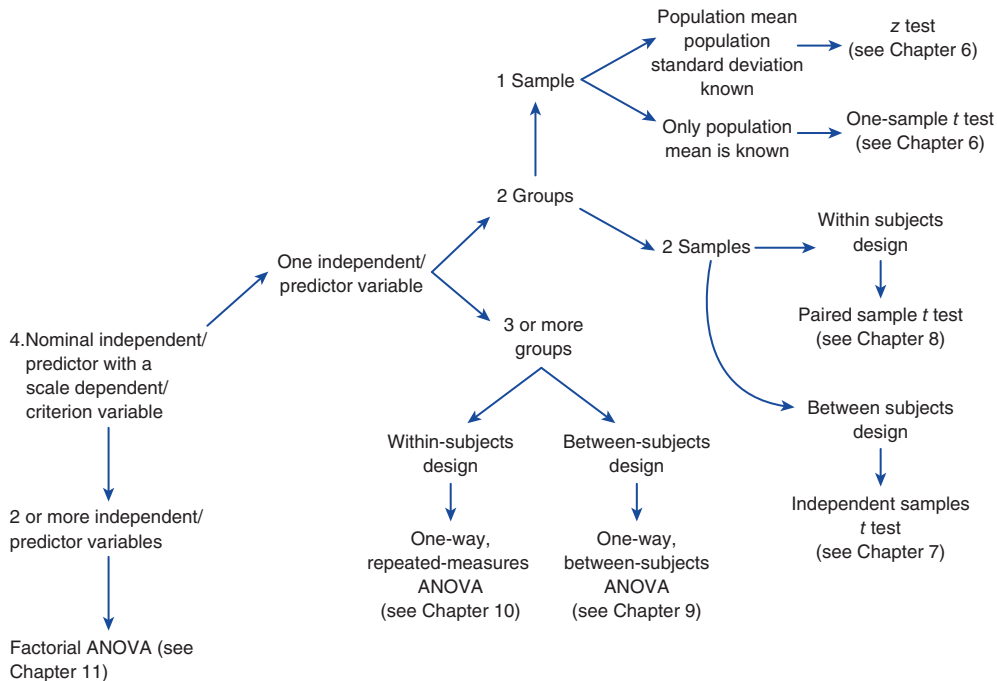 Population mean
population
standard deviation
known
z test
(see Chapter 6)
1 Sample
Only population
mean is known
One-sample t test
(see Chapter 6)
2 Groups
2 Samples
Within subjects
design
Paired sample t test
(see Chapter 8)
One independent/
predictor variable
3 or more
groups
4.Nominal independent/
predictor with a
scale dependent/
criterion variable
Between subjects
design
Independent samples
t test
(see Chapter 7)
Within-subjects
design
Between-subjects
design
One-way,
repeated-measures
ANOVA
(see Chapter 10)
One-way,
between-subjects
ANOVA
(see Chapter 9)
2 or more independent/
predictor variables
Factorial ANOVA (see
Chapter 11)